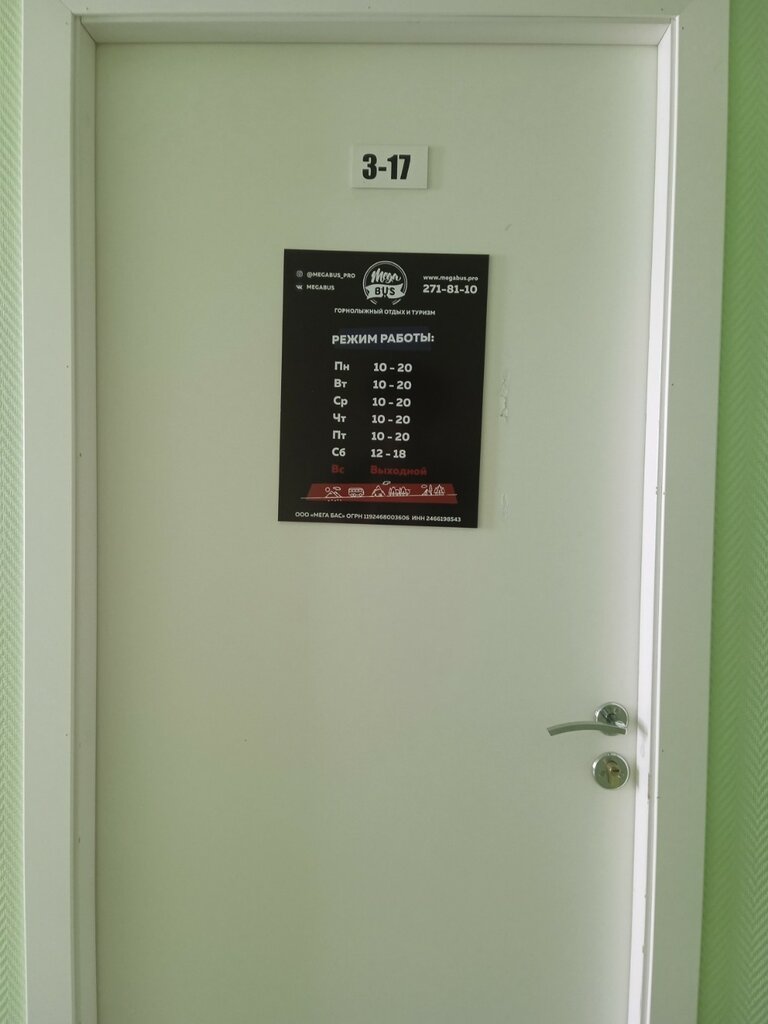 3-17
@MEGABUS_PRO
MEGABUS
Mega
BUS
www.megabus.pro
271-81-10
ГОРНОЛЫЖНЫЙ ОТДЫХ И ТУРИЗМ
РЕЖИМ РАБОТЫ:
Пн 10 - 20
Вт 10 - 20
Ср 10 - 20
Чт 10 - 20
Пт 10 - 20
Сб 12 - 18
Вс Выходной
ООО «МЕГА БАС» ОГРН 1192468003606 ИНН 2466198543